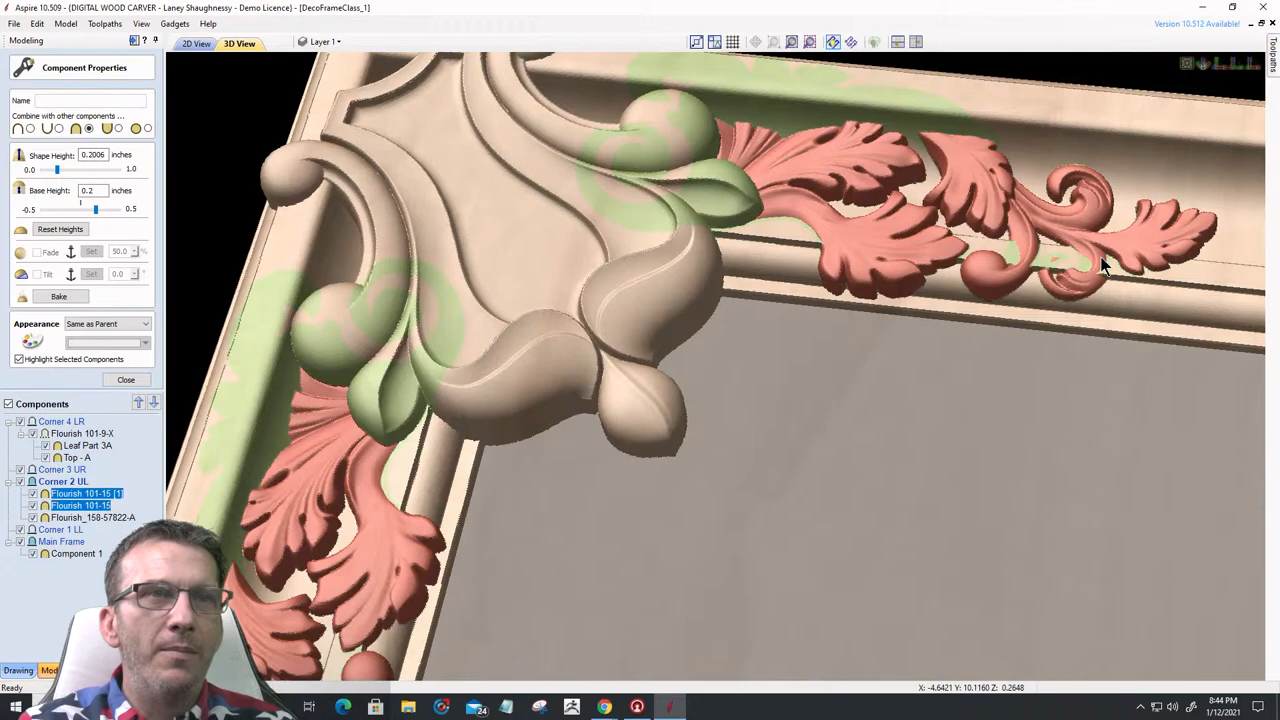 Aspire 10.509 - {DIGITAL WOOD CARVER - Laney Shaughnessy - Demo Licence} - [DecoFrameClass_1]
File Edit Model Toolpaths View Gadgets Help
Version 10.512 Available!
Modeling
2D View 3D View Layer 1
Toolpaths
Component Properties
Name
Combine with other components ...
Shape Height: 0.2006 inches
0.0 1.0
Base Height: 0.2 inches
-0.5 0.5
Reset Heights
Fade Set 50.0 %
Tilt Set 0.0 °
Bake
Appearance Same as Parent
Highlight Selected Components
Close
Components
Corner 4 LR
Flourish 101-9-X
Leaf Part 3A
Top - A
Corner 3 UR
Corner 2 UL
Flourish 101-15 [1]
Flourish 101-15
Flourish_158-57822-A
Corner 1 LL
Main Frame
Component 1
Drawing Mod
Ready
X: -4.6421 Y: 10.1160 Z: 0.2648
24
8:44 PM
1/12/2021